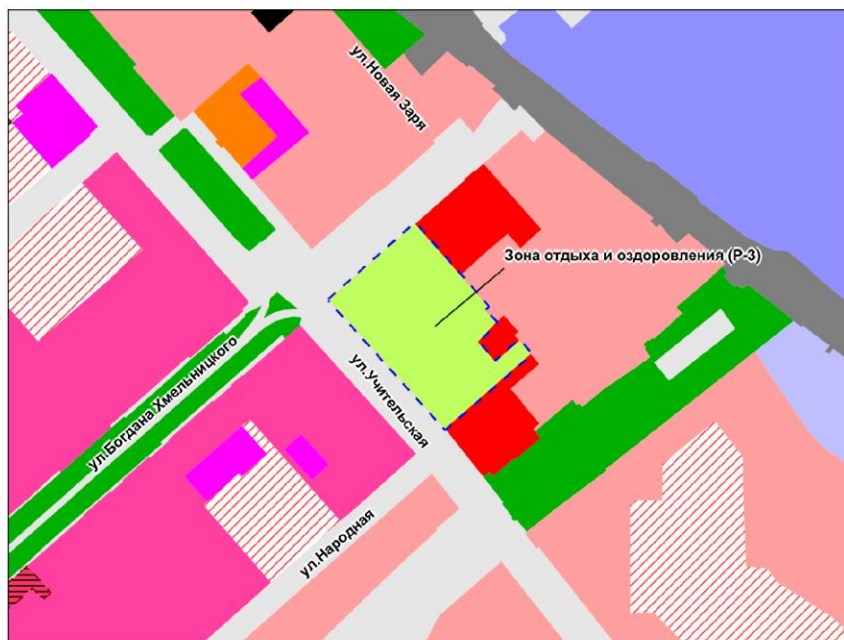 ул.Новая Заря
Зона отдыха и оздоровления (Р-3)
ул.Богдана Хмельницкого
ул.Учительская
ул.Народная